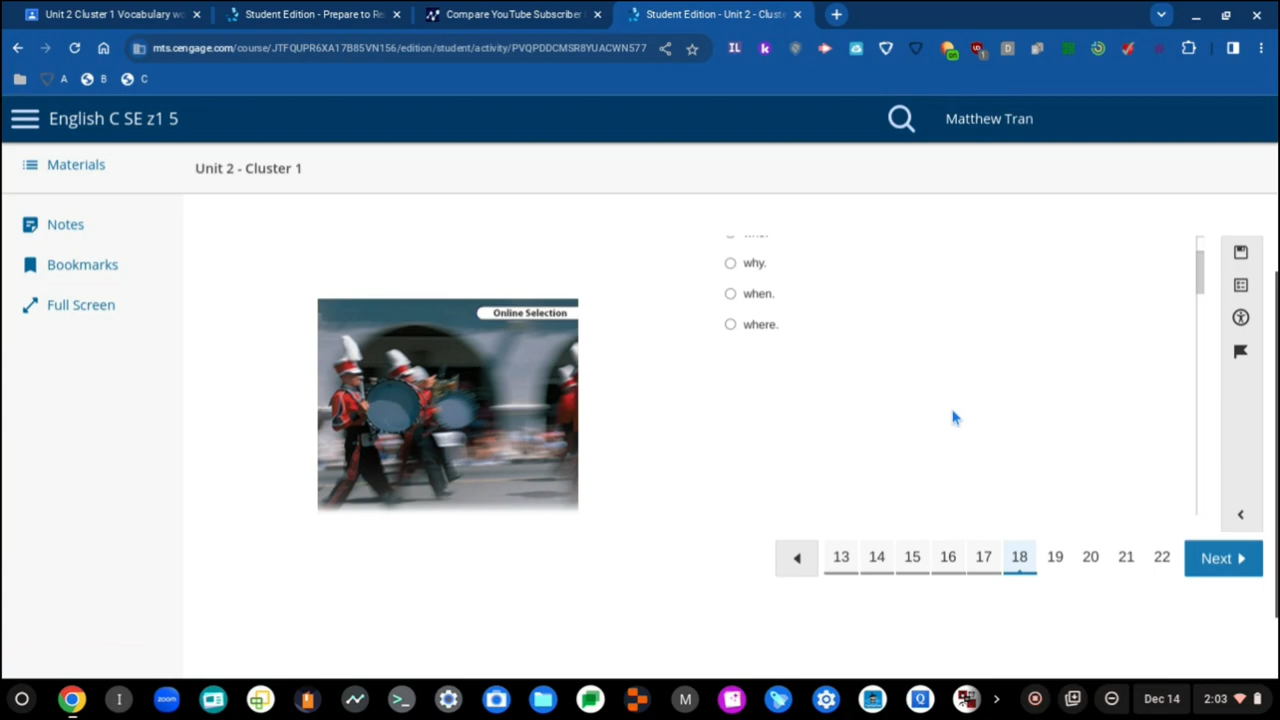 Unit 2 Cluster 1 Vocabulary wo
Student Edition - Prepare to Re
Compare YouTube Subscriber
Student Edition - Unit 2 - Cluste
mts.cengage.com/course/JTFQUPR6XA17B85VN156/edition/student/activity/PVQPDDCMSR8YUACWN577
A
B
C
English C SE z1 5
Matthew Tran
Materials
Unit 2 - Cluster 1
Notes
Bookmarks
Full Screen
Online Selection
why.
when.
where.
13 14 15 16 17 18 19 20 21 22 Next
zoom
Dec 14
2:03